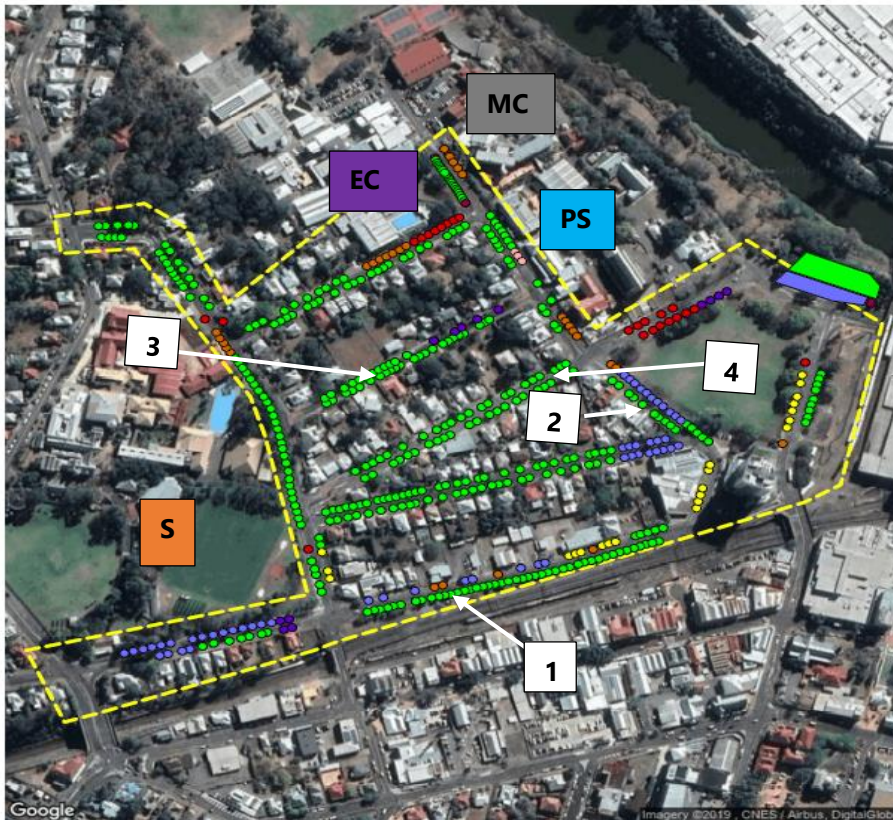 MC
EC
PS
3
4
2
S
1
Google
Imagery ©2019 , CNES / Airbus, DigitalGlob